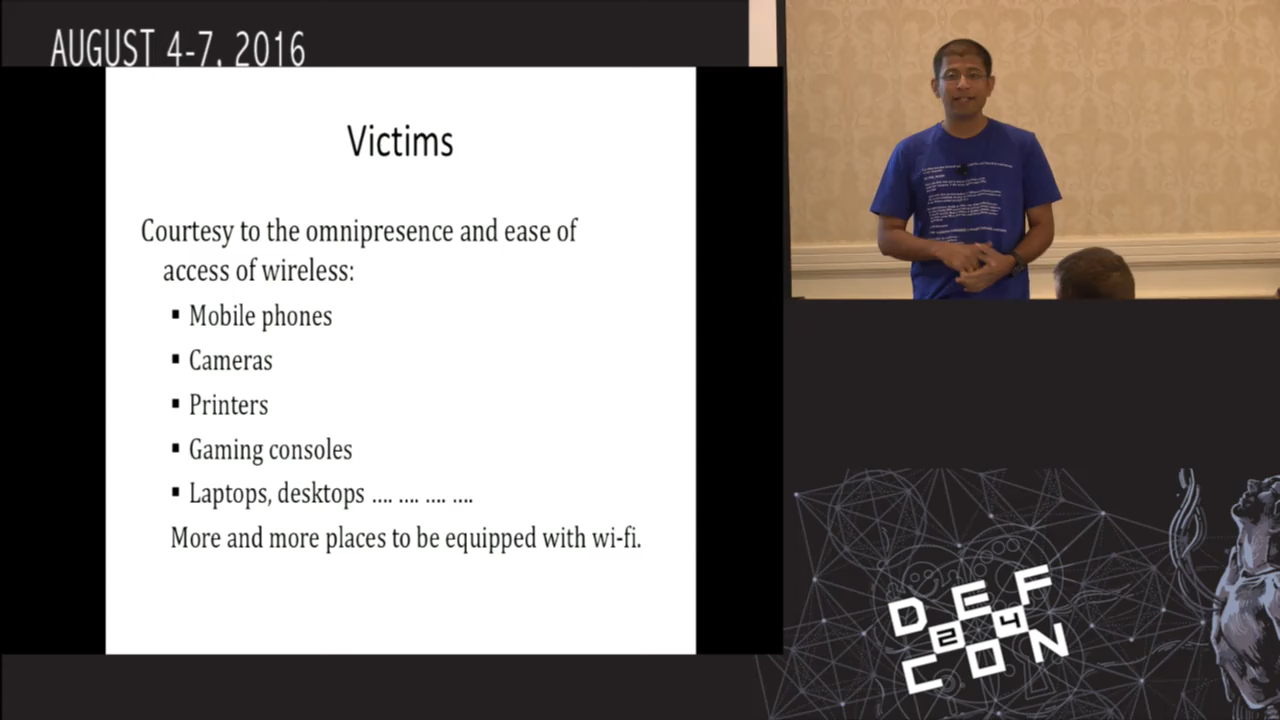 AUGUST 4-7, 2016
Victims
Courtesy to the omnipresence and ease of
access of wireless:
▪ Mobile phones
▪ Cameras
▪ Printers
▪ Gaming consoles
▪ Laptops, desktops .... .... .... ....
More and more places to be equipped with wi-fi.
DEF
24
CON